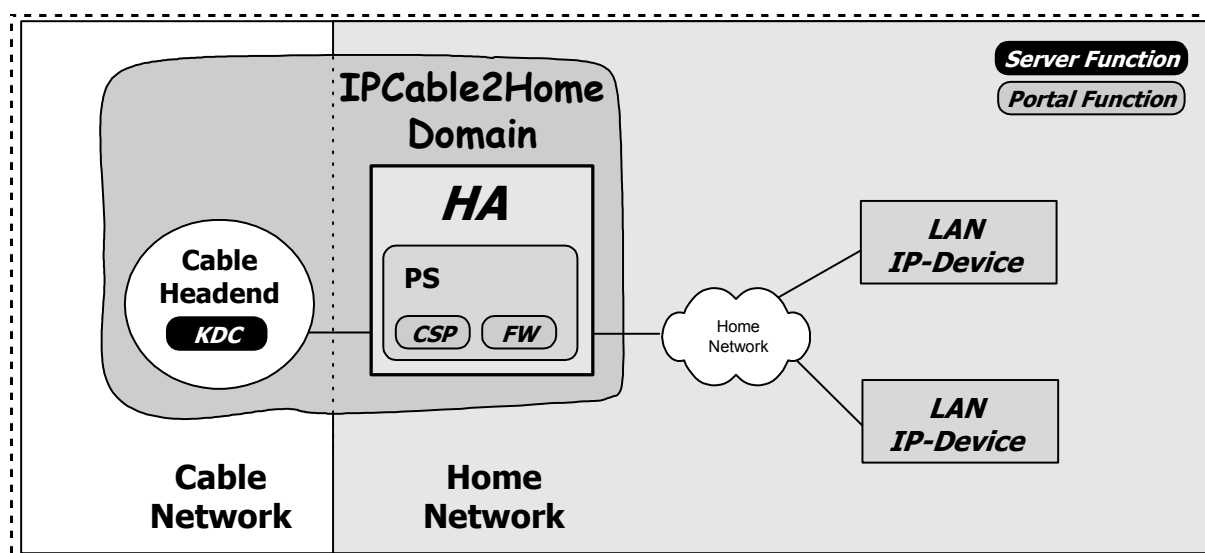 Server Function
Portal Function
IPCable2Home
Domain
HA
PS
CSP
FW
Cable
Headend
KDC
Home
Network
LAN
IP-Device
LAN
IP-Device
Cable
Network
Home
Network